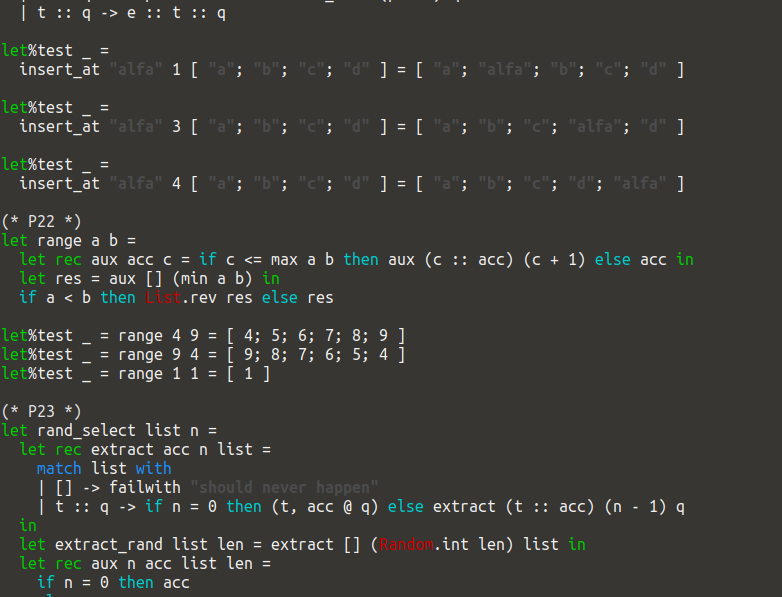 | t :: q -> e :: t :: q
let%test _ =
insert_at "alfa" 1 [ "a"; "b"; "c"; "d" ] = [ "a"; "alfa"; "b"; "c"; "d" ]
let%test _ =
insert_at "alfa" 3 [ "a"; "b"; "c"; "d" ] = [ "a"; "b"; "c"; "alfa"; "d" ]
let%test _ =
insert_at "alfa" 4 [ "a"; "b"; "c"; "d" ] = [ "a"; "b"; "c"; "d"; "alfa" ]
(* P22 *)
let range a b =
let rec aux acc c = if c <= max a b then aux (c :: acc) (c + 1) else acc in
let res = aux [] (min a b) in
if a < b then List.rev res else res
let%test _ = range 4 9 = [ 4; 5; 6; 7; 8; 9 ]
let%test _ = range 9 4 = [ 9; 8; 7; 6; 5; 4 ]
let%test _ = range 1 1 = [ 1 ]
(* P23 *)
let rand_select list n =
let rec extract acc n list =
match list with
| [] -> failwith "should never happen"
| t :: q -> if n = 0 then (t, acc @ q) else extract (t :: acc) (n - 1) q
in
let extract_rand list len = extract [] (Random.int len) list in
let rec aux n acc list len =
if n = 0 then acc